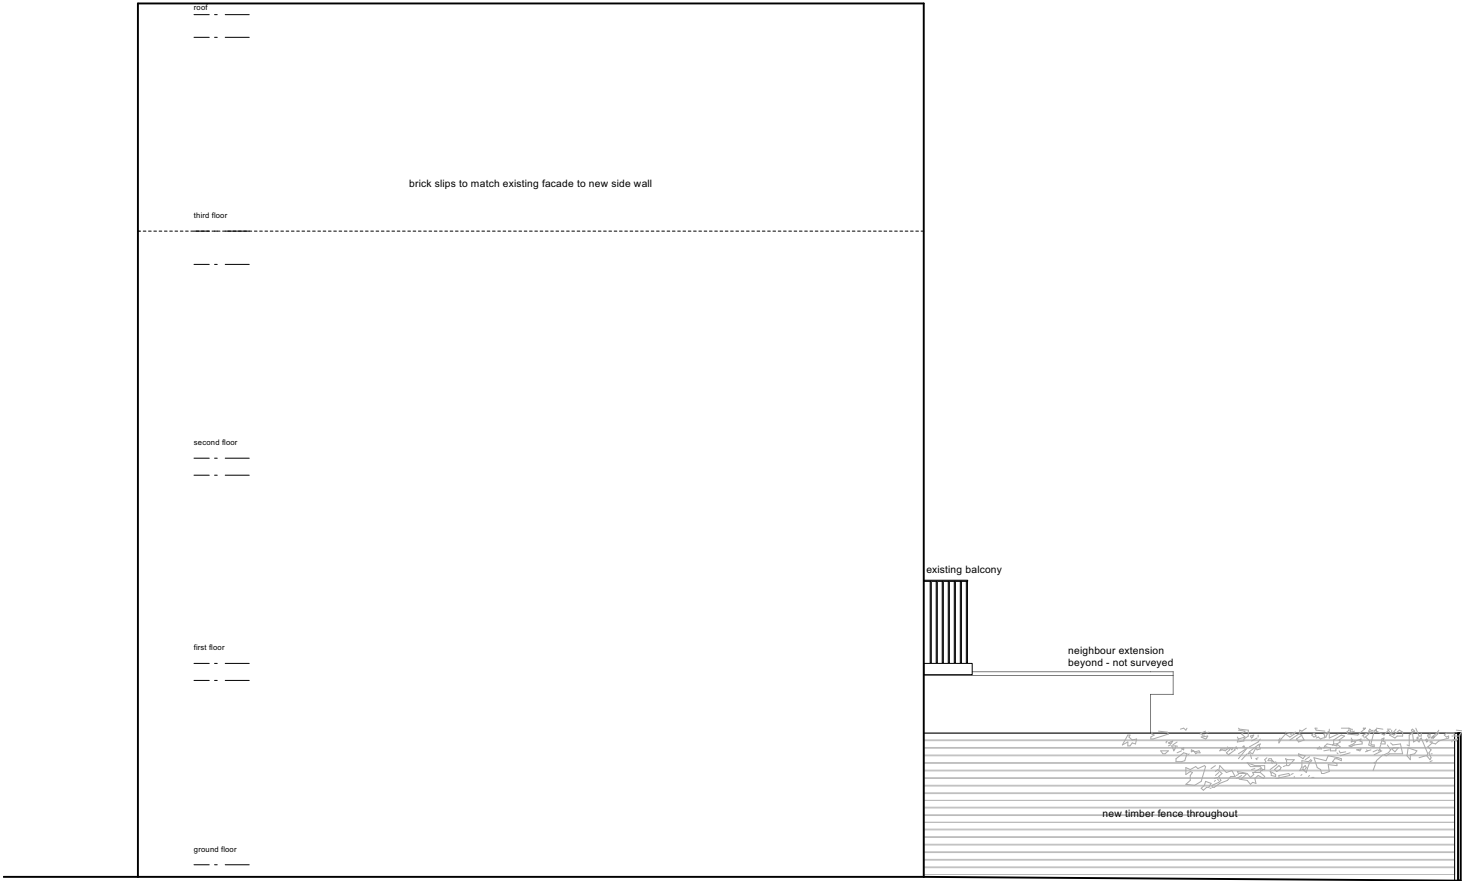 roof
brick slips to match existing facade to new side wall
third floor
second floor
existing balcony
first floor
neighbour extension
beyond - not surveyed
new timber fence throughout
ground floor